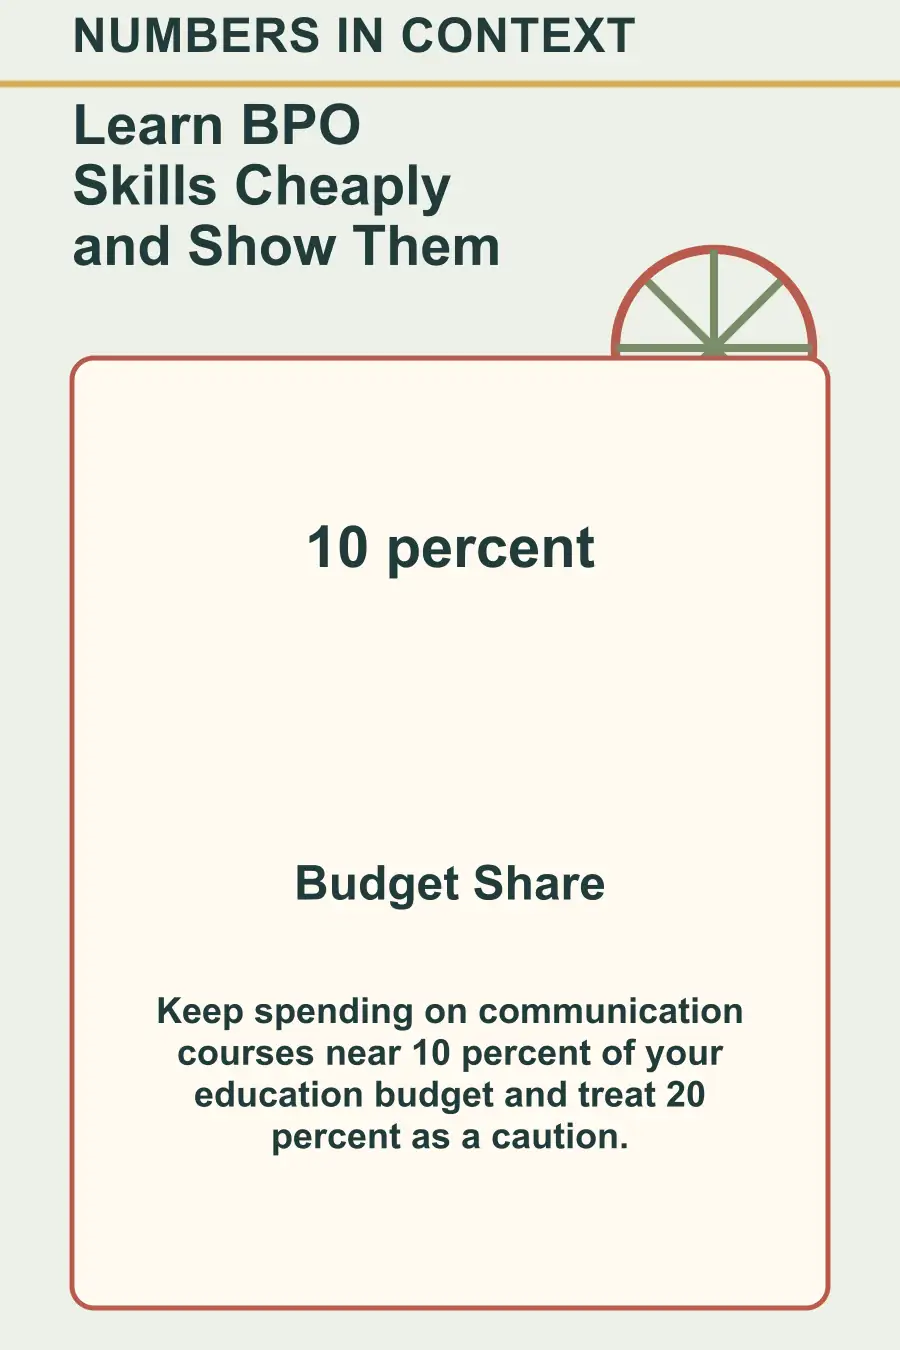 NUMBERS IN CONTEXT
Learn BPO
Skills Cheaply
and Show Them
10 percent
Budget Share
Keep spending on communication
courses near 10 percent of your
education budget and treat 20
percent as a caution.